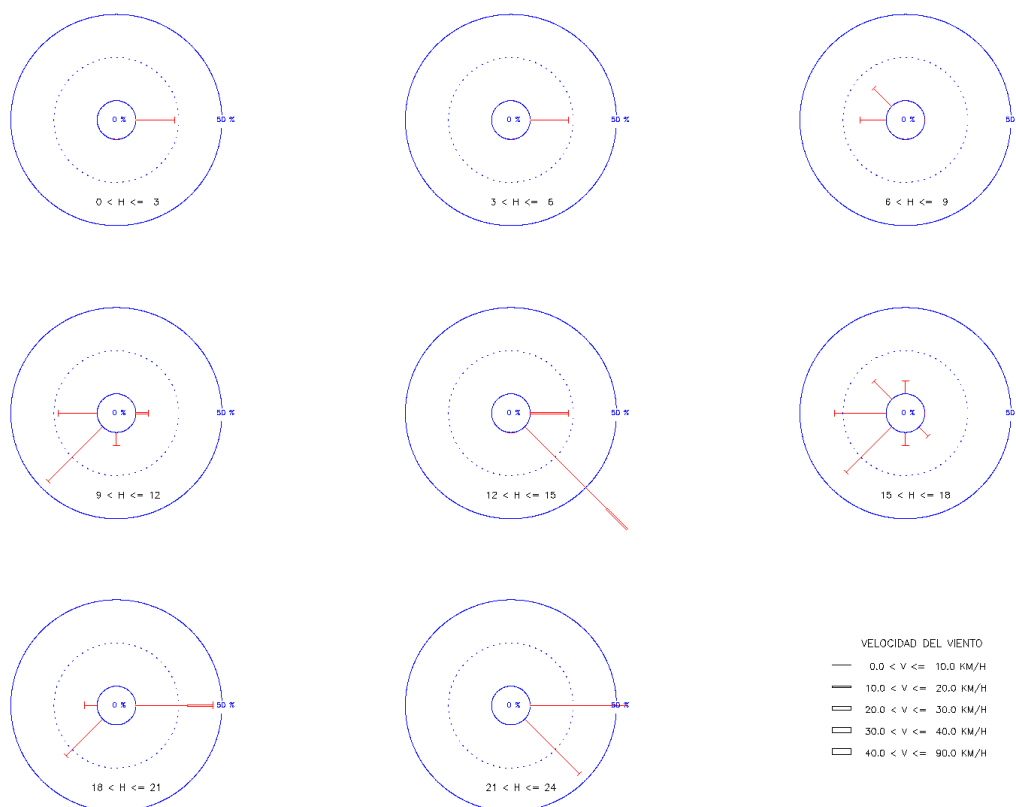 0 % 50 %
0 < H <= 3
0 % 50 %
3 < H <= 6
0 % 50
6 < H <= 9
0 % 50 %
9 < H <= 12
0 % 50 %
12 < H <= 15
0 % 50
15 < H <= 18
0 % 50 %
18 < H <= 21
0 % 50 %
21 < H <= 24
VELOCIDAD DEL VIENTO
0.0 < V <= 10.0 KM/H
10.0 < V <= 20.0 KM/H
20.0 < V <= 30.0 KM/H
30.0 < V <= 40.0 KM/H
40.0 < V <= 90.0 KM/H